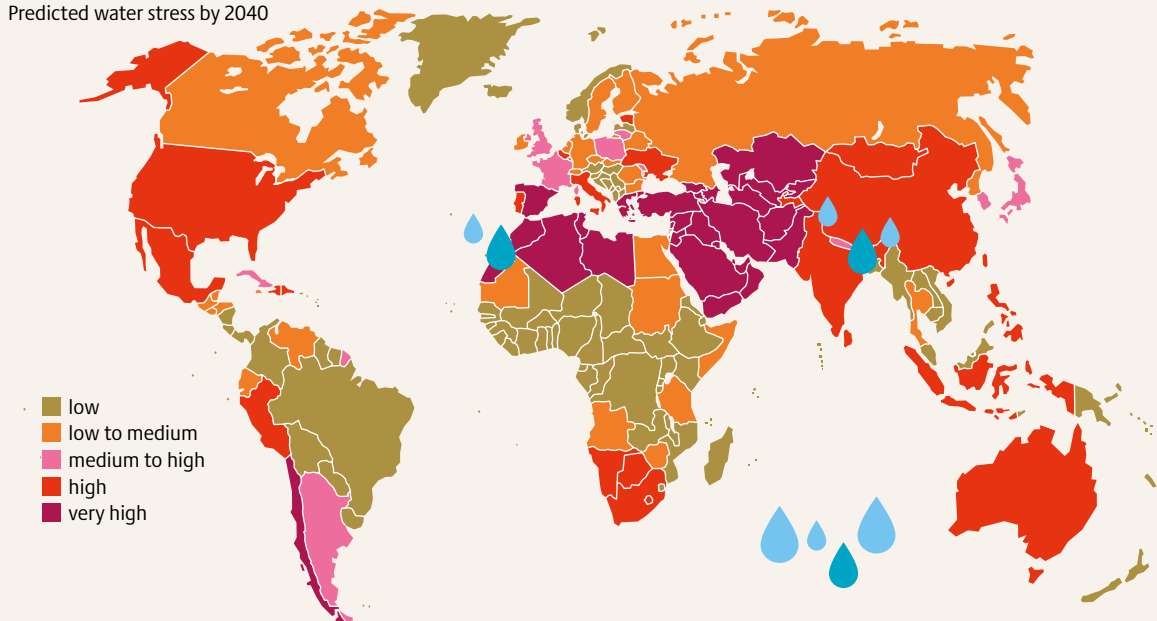 Predicted water stress by 2040
low
low to medium
medium to high
high
very high